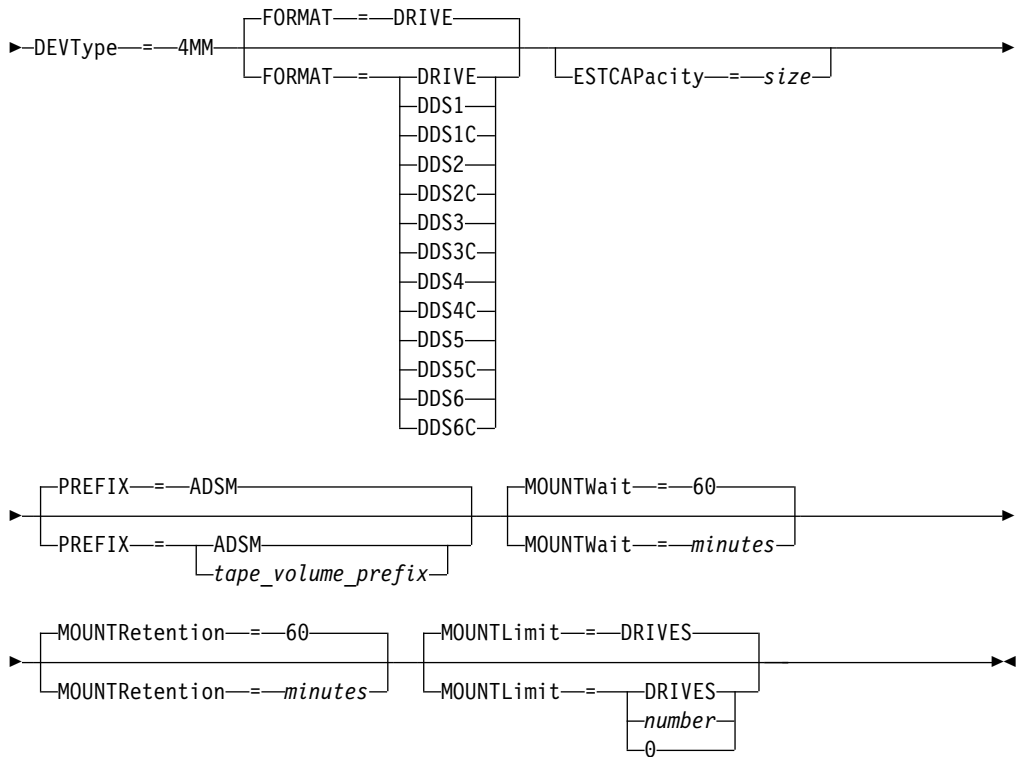 FORMAT = DRIVE
DEVType = 4MM
FORMAT = DRIVE
DDS1
DDS1C
DDS2
DDS2C
DDS3
DDS3C
DDS4
DDS4C
DDS5
DDS5C
DDS6
DDS6C
ESTCAPacity = size
PREFIX = ADSM
PREFIX = ADSM
tape_volume_prefix
MOUNTWait = 60
MOUNTWait = minutes
MOUNTRetention = 60
MOUNTRetention = minutes
MOUNTLimit = DRIVES
MOUNTLimit = DRIVES
number
0